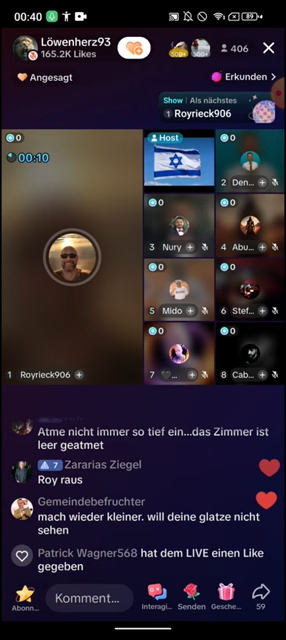 00:40
89
Löwenherz93
165.2K Likes
500+
100+
406
Angesagt
Erkunden
Show Als nächstes
1 Royrieck906
0
00:10
Host
0
2 Den...
0
3 Nury
0
4 Abu...
0
5 Mido
0
6 Stef...
0
7
0
8 Cab...
1 Royrieck906
Atme nicht immer so tief ein...das Zimmer ist
leer geatmet
7 Zararias Ziegel
Roy raus
Gemeindebefruchter
mach wieder kleiner. will deine glatze nicht
sehen
Patrick Wagner568 hat dem LIVE einen Like
gegeben
Abonn...
Komment...
Interagi...
Senden
Gesche...
59